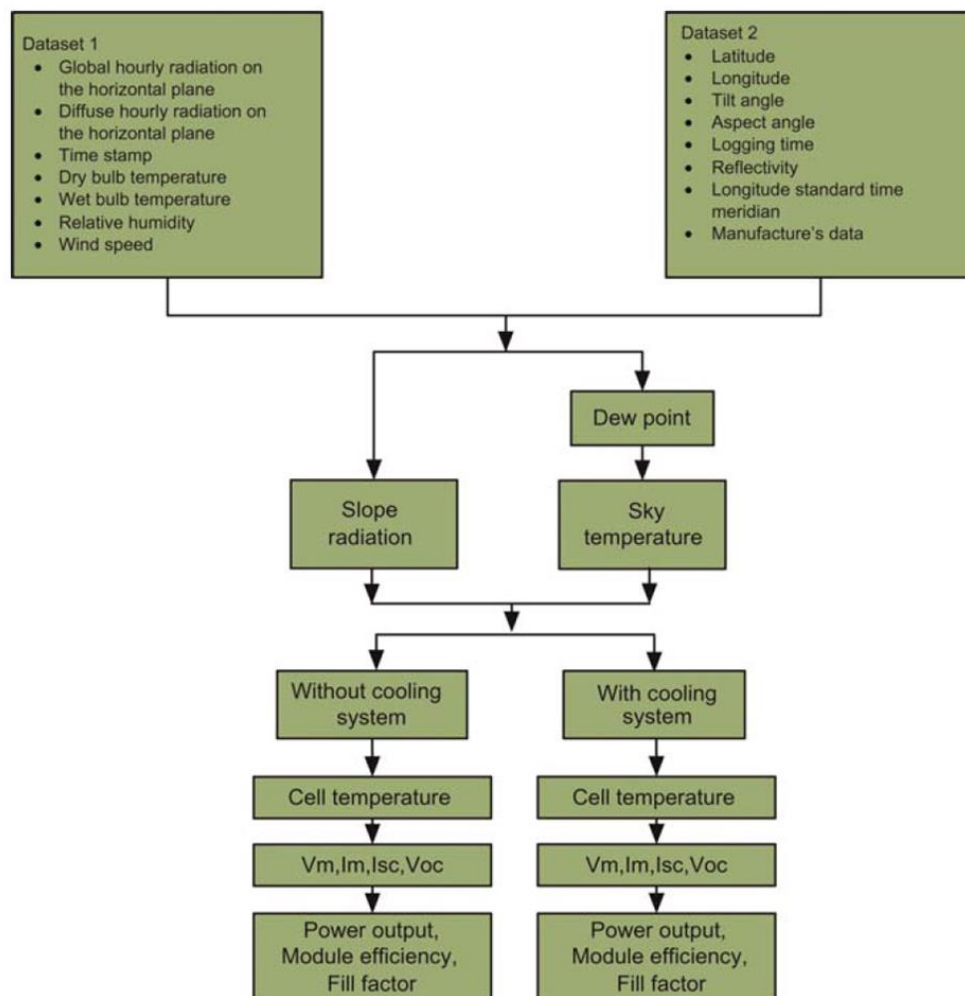 Dataset 1
• Global hourly radiation on
the horizontal plane
• Diffuse hourly radiation on
the horizontal plane
• Time stamp
• Dry bulb temperature
• Wet bulb temperature
• Relative humidity
• Wind speed
Dataset 2
• Latitude
• Longitude
• Tilt angle
• Aspect angle
• Logging time
• Reflectivity
• Longitude standard time
meridian
• Manufacture's data
Dew point
Slope
radiation
Sky
temperature
Without cooling
system
With cooling
system
Cell temperature
Cell temperature
Vm,Im,Isc,Voc
Vm,Im,Isc,Voc
Power output,
Module efficiency,
Fill factor
Power output,
Module efficiency,
Fill factor